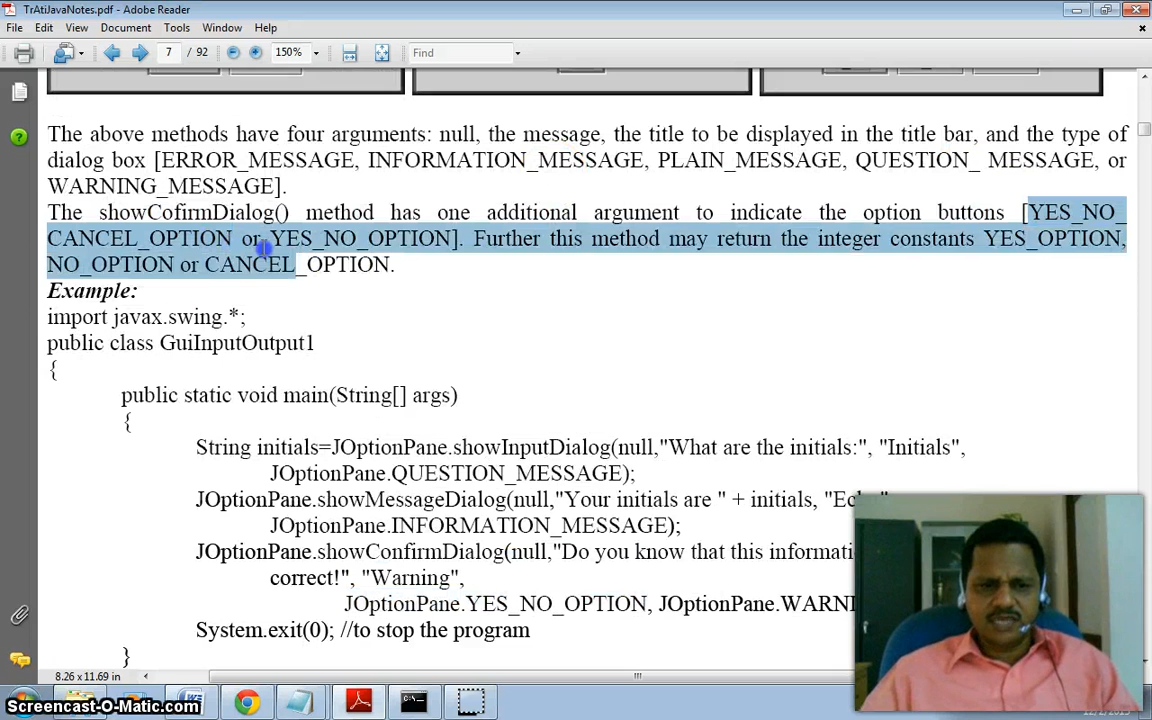 TrAtiJavaNotes.pdf - Adobe Reader
File Edit View Document Tools Window Help
7 / 92 150% Find
The above methods have four arguments: null, the message, the title to be displayed in the title bar, and the type of
dialog box [ERROR_MESSAGE, INFORMATION_MESSAGE, PLAIN_MESSAGE, QUESTION_ MESSAGE, or
WARNING_MESSAGE].
The showCofirmDialog() method has one additional argument to indicate the option buttons [YES_NO_
CANCEL_OPTION or YES_NO_OPTION]. Further this method may return the integer constants YES_OPTION,
NO_OPTION or CANCEL_OPTION.
Example:
import javax.swing.*;
public class GuiInputOutput1
{
public static void main(String[] args)
{
String initials=JOptionPane.showInputDialog(null,"What are the initials:", "Initials",
JOptionPane.QUESTION_MESSAGE);
JOptionPane.showMessageDialog(null,"Your initials are " + initials,
JOptionPane.INFORMATION_MESSAGE);
JOptionPane.showConfirmDialog(null,"Do you know that this
correct!", "Warning",
JOptionPane.YES_NO_OPTION,
System.exit(0); //to stop the program
}
8.26 x 11.69 in
Screencast-O-Matic.com